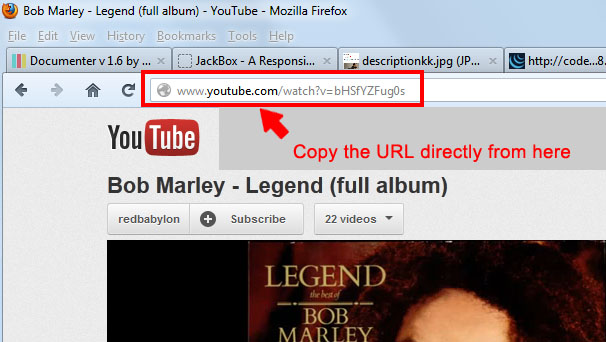 Bob Marley - Legend (full album) - YouTube - Mozilla Firefox
File Edit View History Bookmarks Tools Help
Documenter v 1.6 by ... JackBox - A Responsi... descriptionkk.jpg (JP... http://code...
www.youtube.com/watch?v=bHSfYZFug0s
YouTube
Copy the URL directly from here
Bob Marley - Legend (full album)
redbabylon Subscribe 22 videos
LEGEND
the best of
BOB
MARLEY